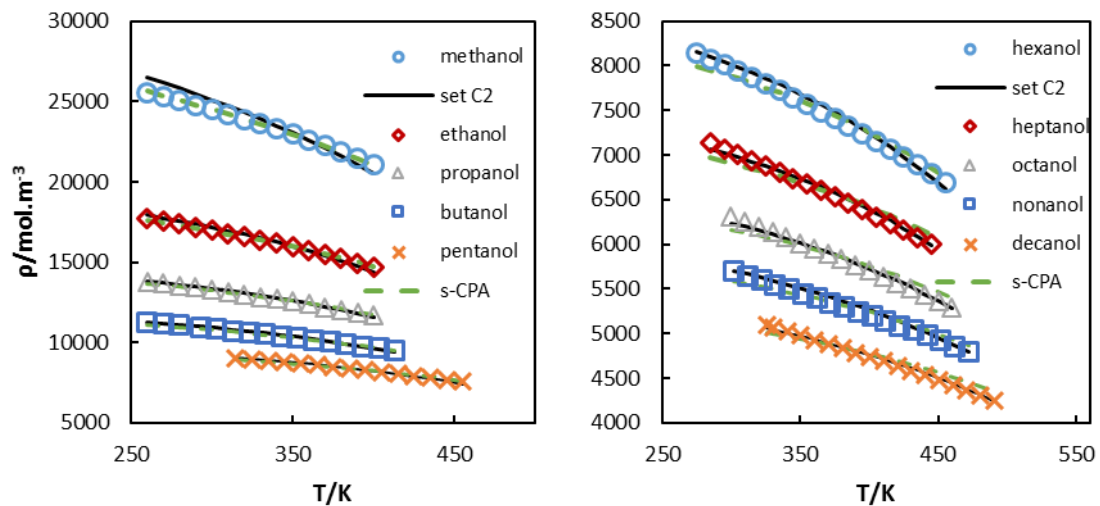 30000
25000
20000
15000
10000
5000
ρ/mol.m⁻³
250
350
450
T/K
methanol
set C2
ethanol
propanol
butanol
pentanol
s-CPA
8500
8000
7500
7000
6500
6000
5500
5000
4500
4000
250
350
450
550
T/K
hexanol
set C2
heptanol
octanol
nonanol
decanol
s-CPA